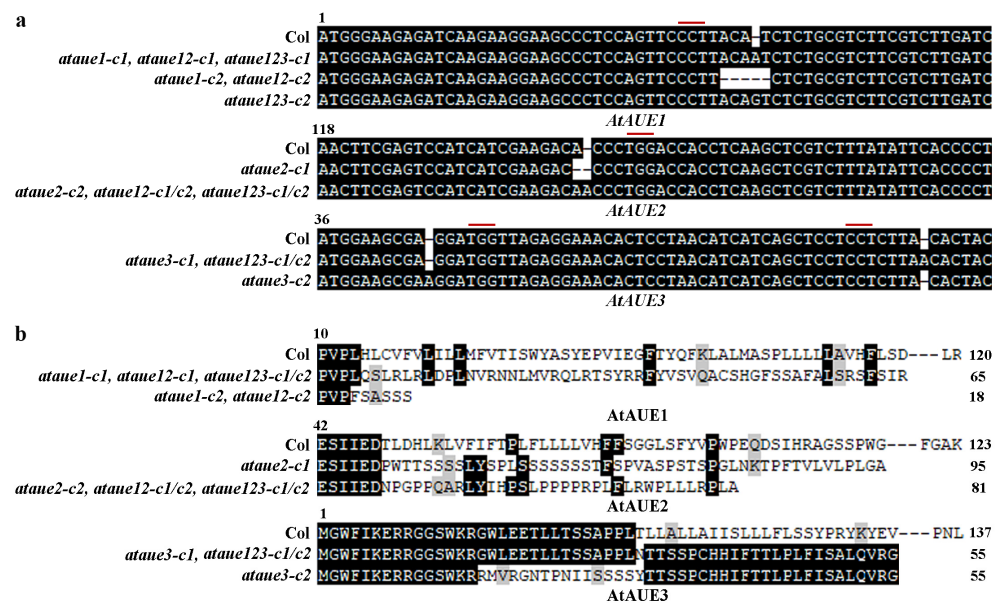 a
1
Col ATGGGAAGAGATCAAGAAGGAAGCCCTCCAGTTCCCTTACA-TCTCTGCGTCTTCGTCTTGATC
ataue1-c1, ataue12-c1, ataue123-c1 ATGGGAAGAGATCAAGAAGGAAGCCCTCCAGTTCCCTTACAATCTCTGCGTCTTCGTCTTGATC
ataue1-c2, ataue12-c2 ATGGGAAGAGATCAAGAAGGAAGCCCTCCAGTTCCCTT-----CTCTGCGTCTTCGTCTTGATC
ataue123-c2 ATGGGAAGAGATCAAGAAGGAAGCCCTCCAGTTCCCTTACAGTCTCTGCGTCTTCGTCTTGATC
AtAUE1
118
Col AACTTCGAGTCCATCATCGAAGACA-CCCTGGACCACCTCAAGCTCGTCTTTATATTCACCCCT
ataue2-c1 AACTTCGAGTCCATCATCGAAGAC--CCCTGGACCACCTCAAGCTCGTCTTTATATTCACCCCT
ataue2-c2, ataue12-c1/c2, ataue123-c1/c2 AACTTCGAGTCCATCATCGAAGACAACCCTGGACCACCTCAAGCTCGTCTTTATATTCACCCCT
AtAUE2
36
Col ATGGAAGCGA-GGATGGTTAGAGGAAACACTCCTAACATCATCAGCTCCTCCTCTTA-CACTAC
ataue3-c1, ataue123-c1/c2 ATGGAAGCGA-GGATGGTTAGAGGAAACACTCCTAACATCATCAGCTCCTCCTCTTAACACTAC
ataue3-c2 ATGGAAGCGAAGGATGGTTAGAGGAAACACTCCTAACATCATCAGCTCCTCCTCTTA-CACTAC
AtAUE3
b
10
Col PVPLHLCVFVLILLMFVTISWYASYEPVIEGFTYQFKLALMASPLLLLLAVHFLSD---LR 120
ataue1-c1, ataue12-c1, ataue123-c1/c2 PVPLQSLRLRLDPLNVRNNLMVRQLRTSYRRFYVSVQACSHGFSSAFALSRSFSIR 65
ataue1-c2, ataue12-c2 PVPFSASSS 18
AtAUE1
42
Col ESIIEDTLDHLKLVFIFTPLFLLLLVHFFSGGLSFYVPWPEQDSIHRAGSSPWG---FGAK 123
ataue2-c1 ESIIEDPWTTSSSSLYSPLSSSSSSSTFSPVASPSTSPGLNKTPFTVLVLPLGA 95
ataue2-c2, ataue12-c1/c2, ataue123-c1/c2 ESIIEDNPGPPQARLYIHPSLPPPPRPLFLRWPLLLRPLA 81
AtAUE2
1
Col MGWFIKERRGGSWKRGWLEETLLTSSAPPLTLLALLAIISLLLFLSSYPRYKYEV---PNL 137
ataue3-c1, ataue123-c1/c2 MGWFIKERRGGSWKRGWLEETLLTSSAPPLNTTSSPCHHIFTTLPLFISALQVRG 55
ataue3-c2 MGWFIKERRGGSWKRRMVRGNTPNIISSSSYTTSSPCHHIFTTLPLFISALQVRG 55
AtAUE3